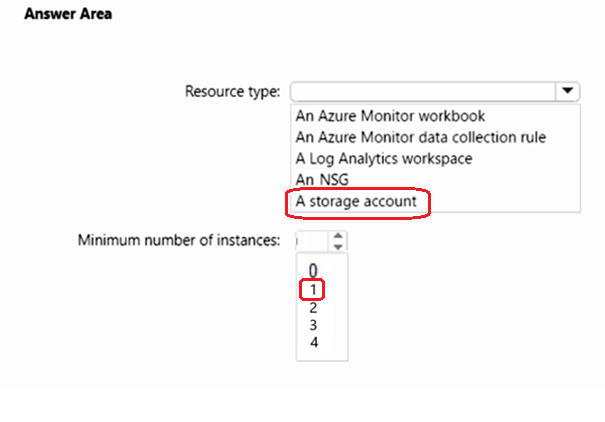 Answer Area
Resource type:
An Azure Monitor workbook
An Azure Monitor data collection rule
A Log Analytics workspace
An NSG
A storage account
Minimum number of instances:
0
1
2
3
4